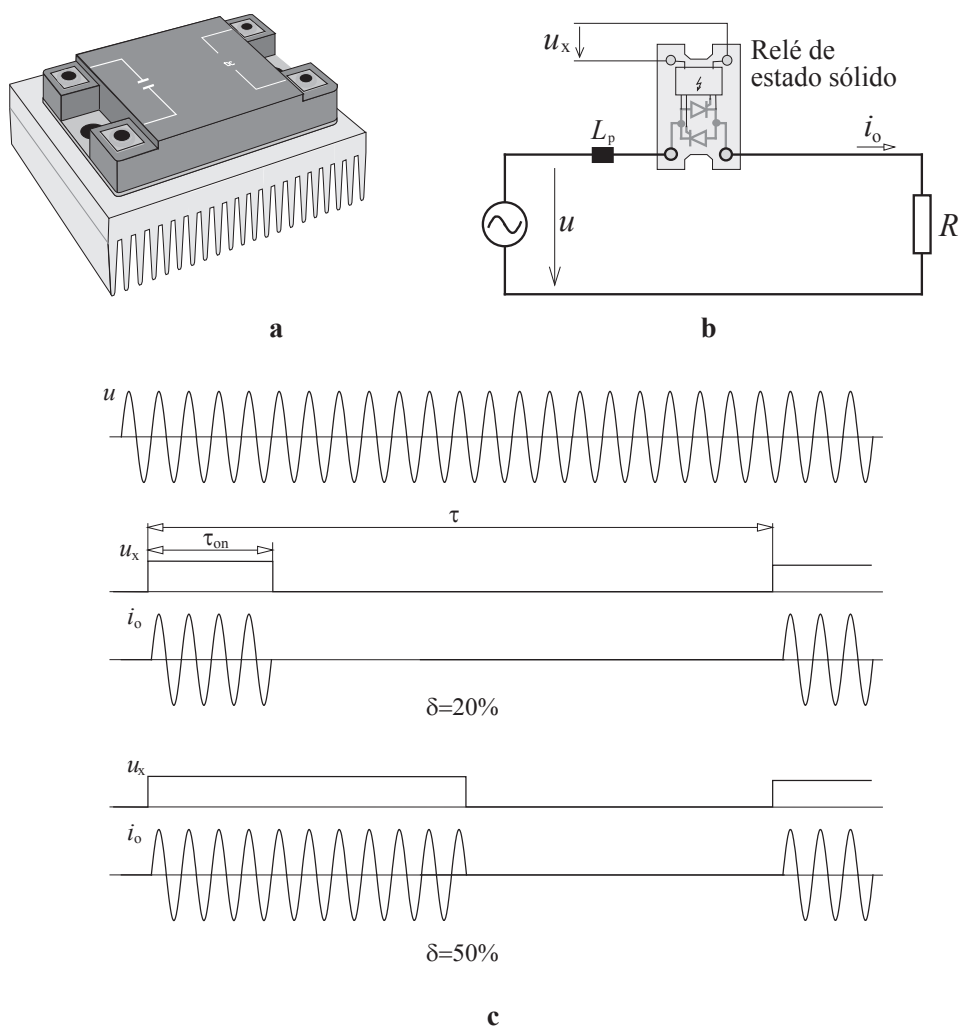 u_x
Relé de
estado sólido
L_p
i_o
u
R
a
b
u
τ
u_x
τ_on
i_o
δ=20%
u_x
i_o
δ=50%
c